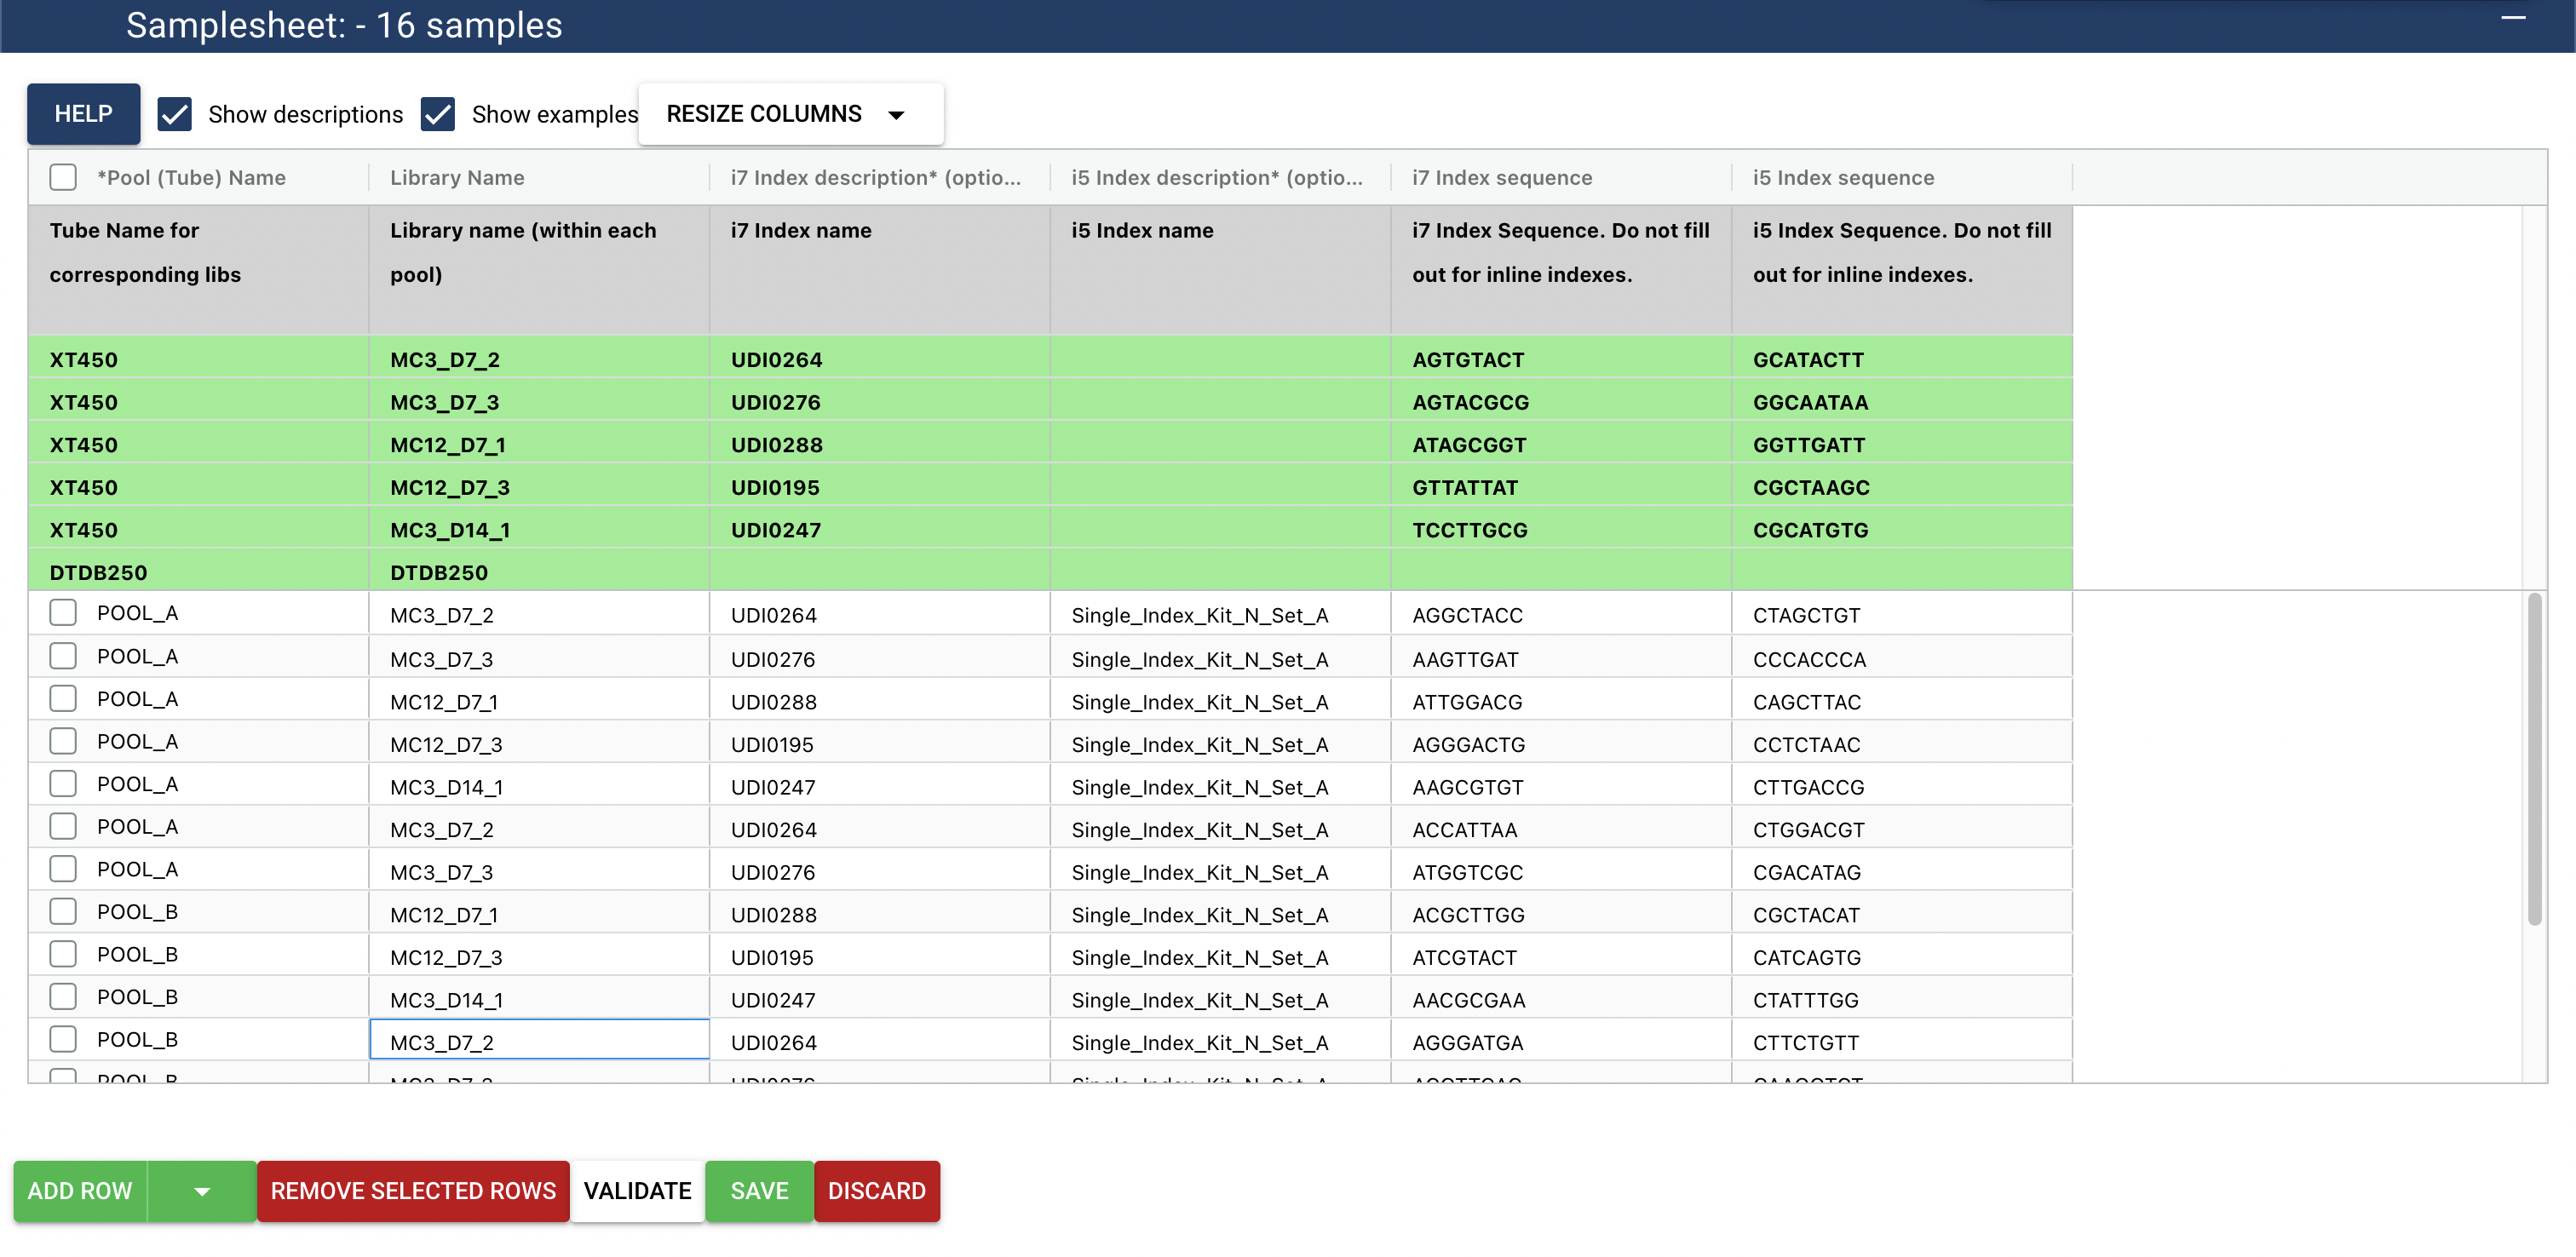 Samplesheet: - 16 samples
HELP Show descriptions Show examples RESIZE COLUMNS
*Pool (Tube) Name Library Name i7 Index description* (optio... i5 Index description* (optio... i7 Index sequence i5 Index sequence
Tube Name for Library name (within each i7 Index name i5 Index name i7 Index Sequence. Do not fill i5 Index Sequence. Do not fill
corresponding libs pool) out for inline indexes. out for inline indexes.
XT450 MC3_D7_2 UDI0264 AGTGTACT GCATACTT
XT450 MC3_D7_3 UDI0276 AGTACGCG GGCAATAA
XT450 MC12_D7_1 UDI0288 ATAGCGGT GGTTGATT
XT450 MC12_D7_3 UDI0195 GTTATTAT CGCTAAGC
XT450 MC3_D14_1 UDI0247 TCCTTGCG CGCATGTG
DTDB250 DTDB250
POOL_A MC3_D7_2 UDI0264 Single_Index_Kit_N_Set_A AGGCTACC CTAGCTGT
POOL_A MC3_D7_3 UDI0276 Single_Index_Kit_N_Set_A AAGTTGAT CCCACCCA
POOL_A MC12_D7_1 UDI0288 Single_Index_Kit_N_Set_A ATTGGACG CAGCTTAC
POOL_A MC12_D7_3 UDI0195 Single_Index_Kit_N_Set_A AGGGACTG CCTCTAAC
POOL_A MC3_D14_1 UDI0247 Single_Index_Kit_N_Set_A AAGCGTGT CTTGACCG
POOL_A MC3_D7_2 UDI0264 Single_Index_Kit_N_Set_A ACCATTAA CTGGACGT
POOL_A MC3_D7_3 UDI0276 Single_Index_Kit_N_Set_A ATGGTCGC CGACATAG
POOL_B MC12_D7_1 UDI0288 Single_Index_Kit_N_Set_A ACGCTTGG CGCTACAT
POOL_B MC12_D7_3 UDI0195 Single_Index_Kit_N_Set_A ATCGTACT CATCAGTG
POOL_B MC3_D14_1 UDI0247 Single_Index_Kit_N_Set_A AACGCGAA CTATTTGG
POOL_B MC3_D7_2 UDI0264 Single_Index_Kit_N_Set_A AGGGATGA CTTCTGTT
POOL_B MC3_D7_3 UDI0276 Single_Index_Kit_N_Set_A
ADD ROW REMOVE SELECTED ROWS VALIDATE SAVE DISCARD